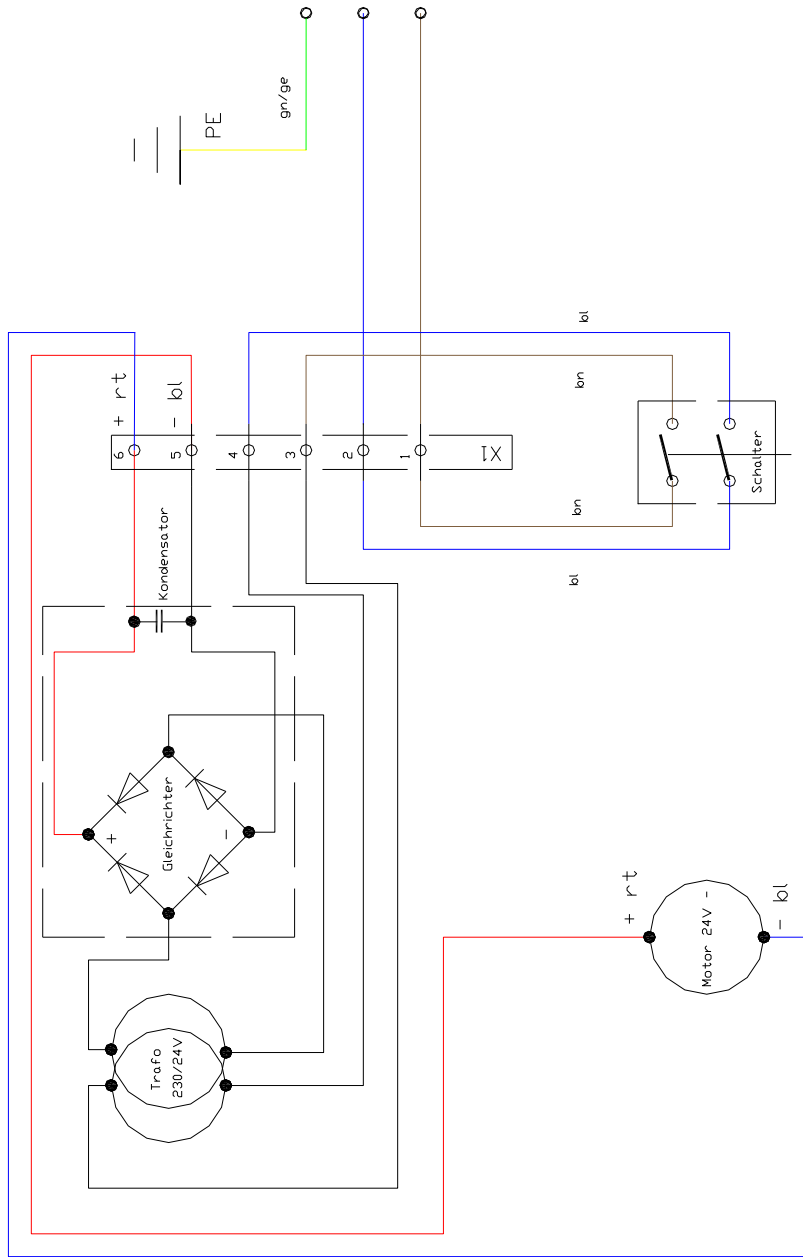 gn/ge
PE
bl
+ rt
- bl
bn
6
5
4
3
2
1
X1
Schalter
bn
Kondensator
bl
+
Gleichrichter
-
+ rt
- bl
Motor 24V -
Trafo
230/24V